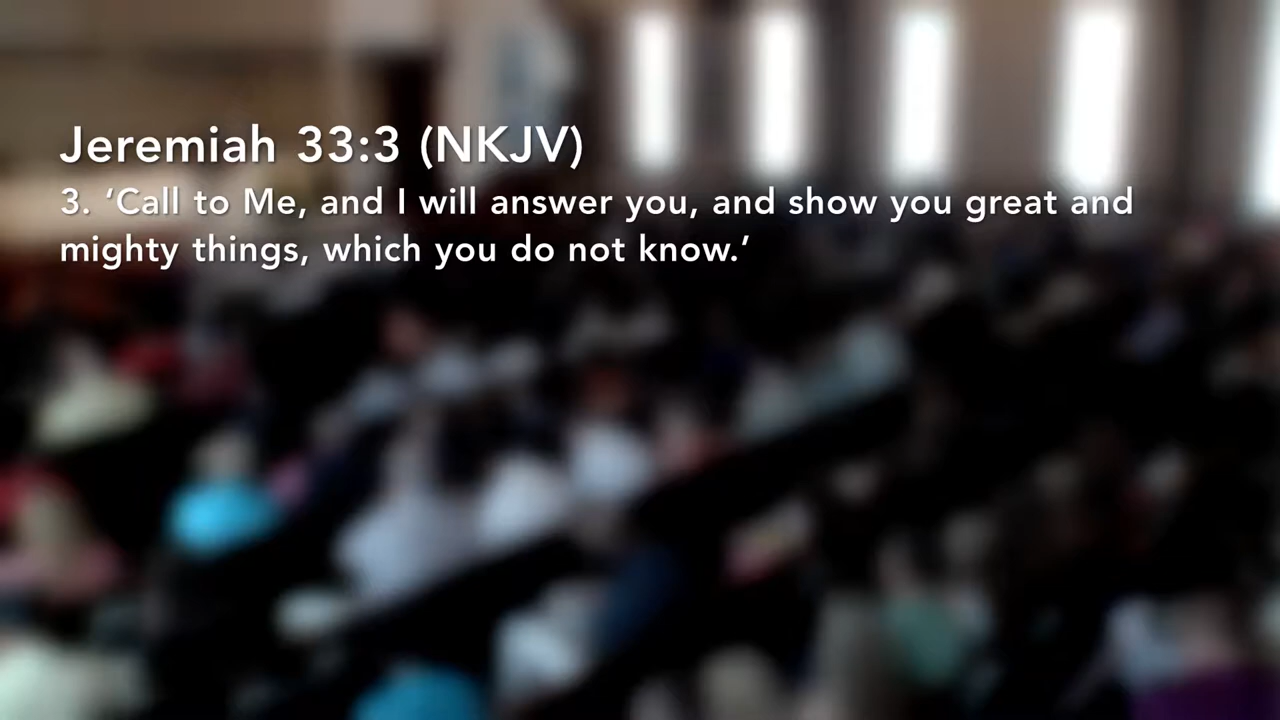 Jeremiah 33:3 (NKJV)
3. ‘Call to Me, and I will answer you, and show you great and
mighty things, which you do not know.’